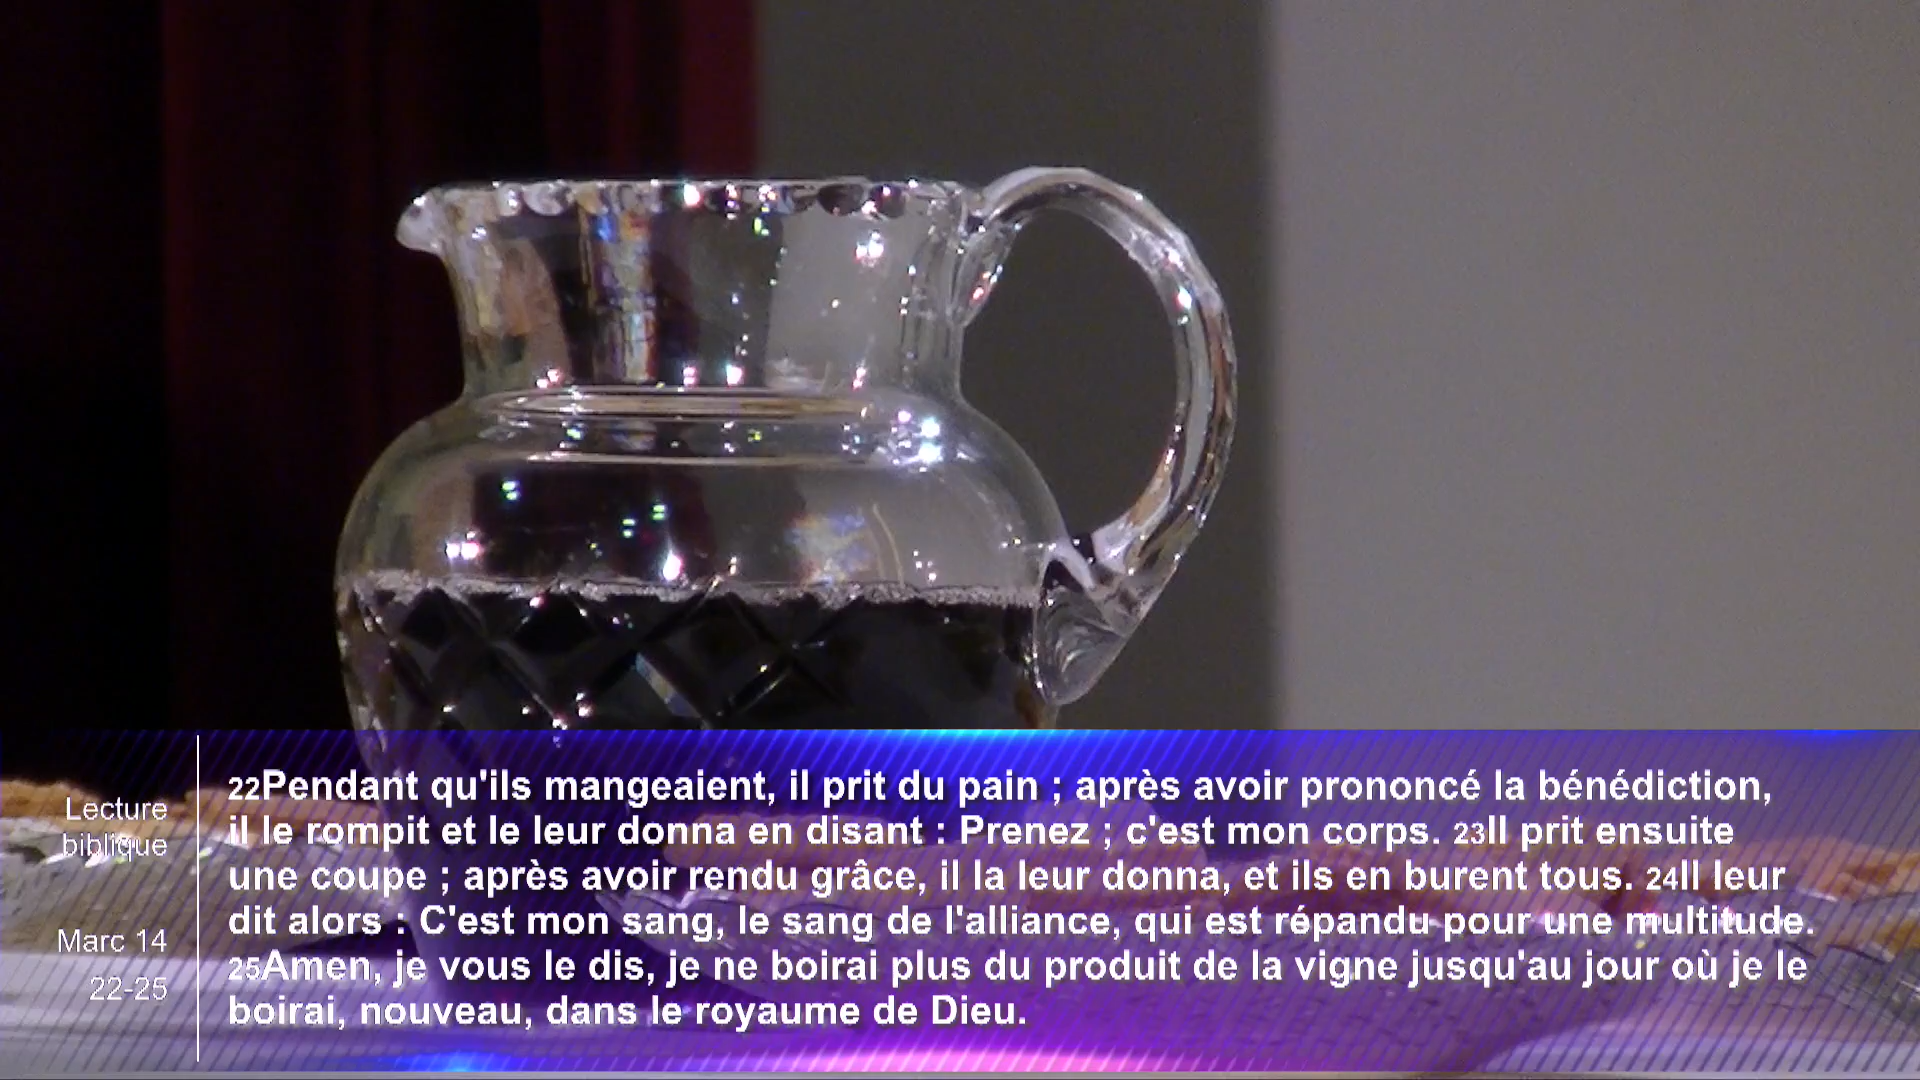 Lecture
biblique
Marc 14
22-25
22Pendant qu'ils mangeaient, il prit du pain ; après avoir prononcé la bénédiction,
il le rompit et le leur donna en disant : Prenez ; c'est mon corps. 23Il prit ensuite
une coupe ; après avoir rendu grâce, il la leur donna, et ils en burent tous. 24Il leur
dit alors : C'est mon sang, le sang de l'alliance, qui est répandu pour une multitude.
25Amen, je vous le dis, je ne boirai plus du produit de la vigne jusqu'au jour où je le
boirai, nouveau, dans le royaume de Dieu.